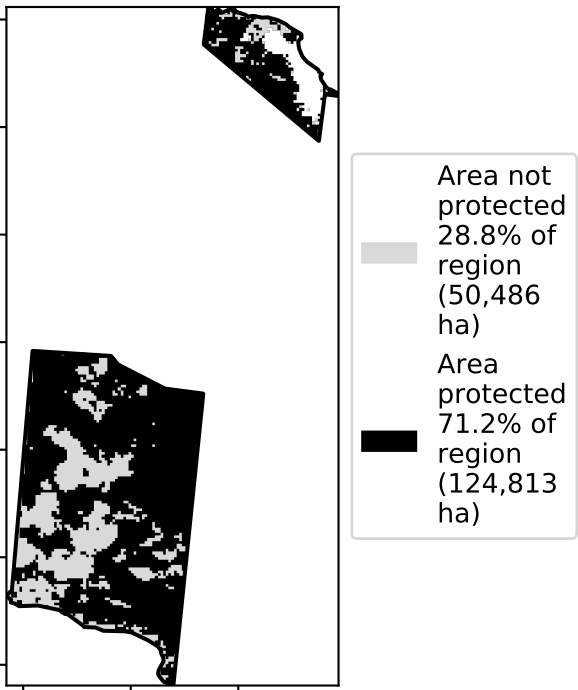 Area not
protected
28.8% of
region
(50,486
ha)
Area
protected
71.2% of
region
(124,813
ha)